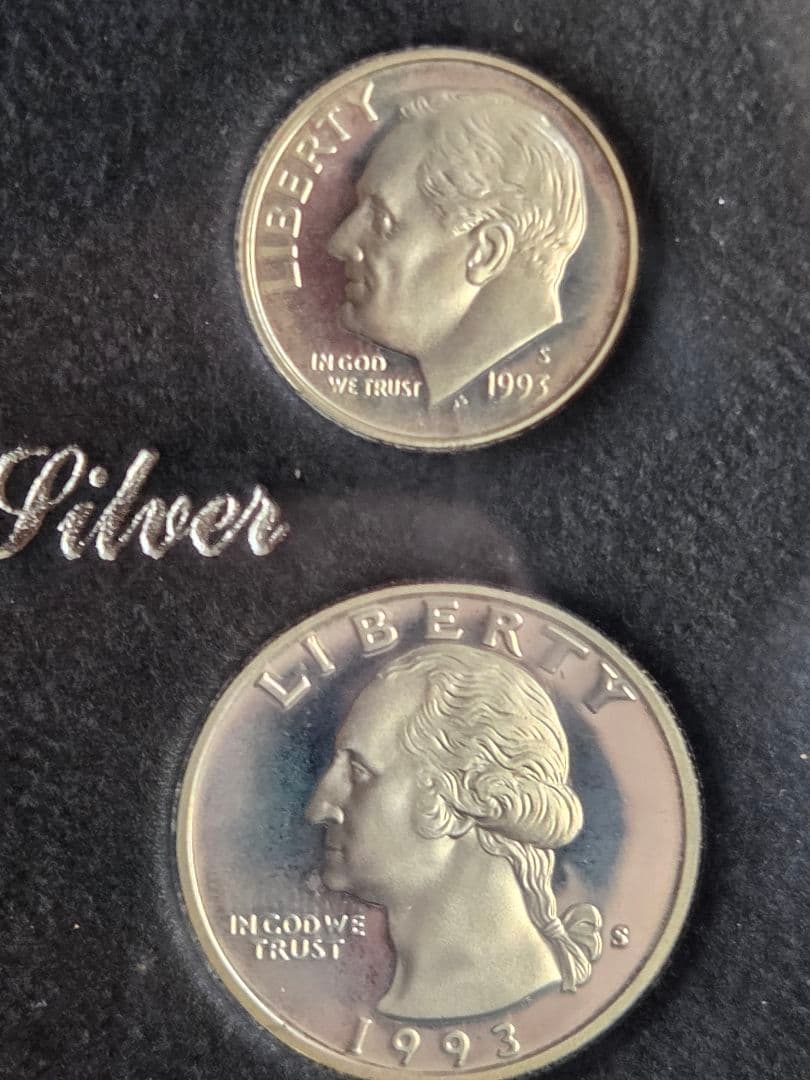 LIBERTY
IN GOD
WE TRUST
S
1993
Silver
LIBERTY
IN GOD WE
TRUST
S
1993